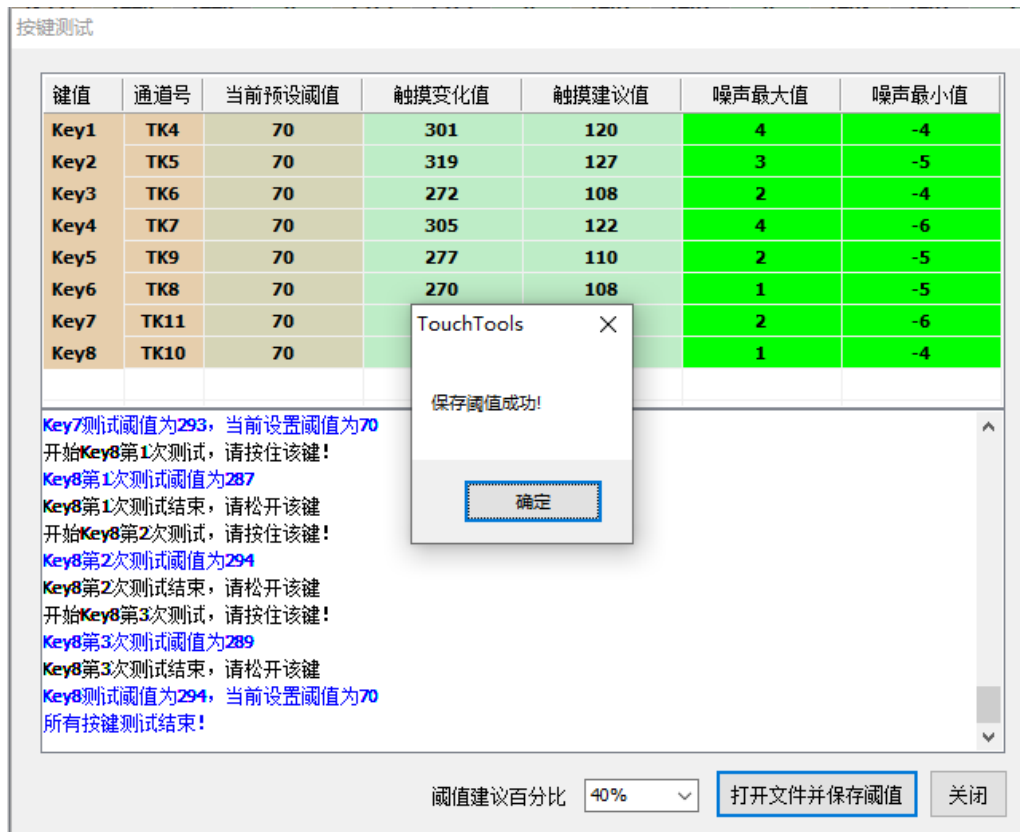 按键测试
键值 通道号 当前预设阈值 触摸变化值 触摸建议值 噪声最大值 噪声最小值
Key1 TK4 70 301 120 4 -4
Key2 TK5 70 319 127 3 -5
Key3 TK6 70 272 108 2 -4
Key4 TK7 70 305 122 4 -6
Key5 TK9 70 277 110 2 -5
Key6 TK8 70 270 108 1 -5
Key7 TK11 70 2 -6
Key8 TK10 70 1 -4
TouchTools
保存阈值成功!
确定
Key7测试阈值为293，当前设置阈值为70
开始Key8第1次测试，请按住该键!
Key8第1次测试阈值为287
Key8第1次测试结束，请松开该键
开始Key8第2次测试，请按住该键!
Key8第2次测试阈值为294
Key8第2次测试结束，请松开该键
开始Key8第3次测试，请按住该键!
Key8第3次测试阈值为289
Key8第3次测试结束，请松开该键
Key8测试阈值为294，当前设置阈值为70
所有按键测试结束!
阈值建议百分比 40% 打开文件并保存阈值 关闭